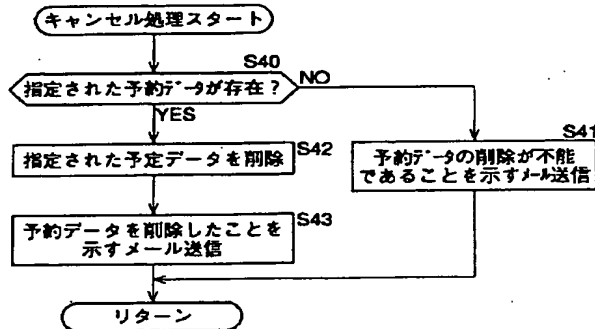 キャンセル処理スタート
S40
指定された予約データが存在？
NO
YES
S41
指定された予定データを削除
S42
予約データの削除が不能
であることを示すメール送信
S43
予約データを削除したことを
示すメール送信
リターン